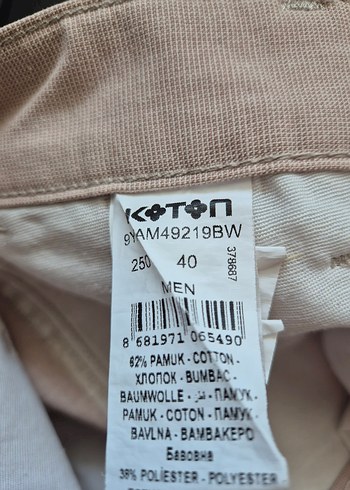 KOTON
9YAM49219BW
250 40
378687
MEN
8 681971 065490
62% PAMUK - COTTON -
ХЛОПОК - BUMBAC -
BAUMWOLLE - قطن - ПАМУК -
PAMUK - COTON - ПАМУК -
BAVLNA - BAMBAKEPO
Бавовна
38% POLIESTER - POLYESTER